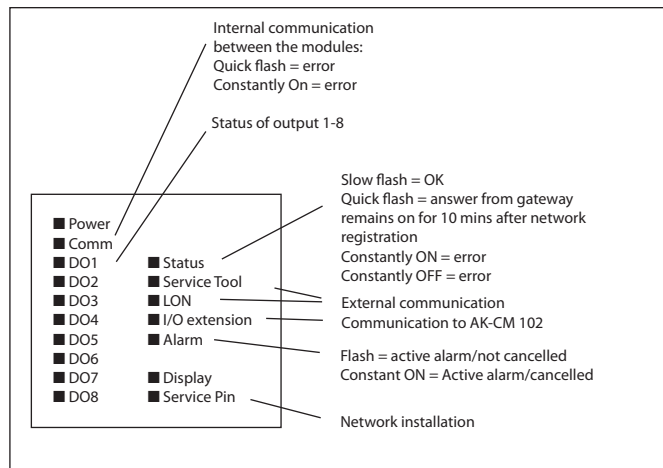 Internal communication
between the modules:
Quick flash = error
Constantly On = error
Status of output 1-8
Slow flash = OK
Quick flash = answer from gateway
remains on for 10 mins after network
registration
Constantly ON = error
Constantly OFF = error
External communication
Communication to AK-CM 102
Flash = active alarm/not cancelled
Constant ON = Active alarm/cancelled
Network installation
Power
Comm
DO1
DO2
DO3
DO4
DO5
DO6
DO7
DO8
Status
Service Tool
LON
I/O extension
Alarm
Display
Service Pin